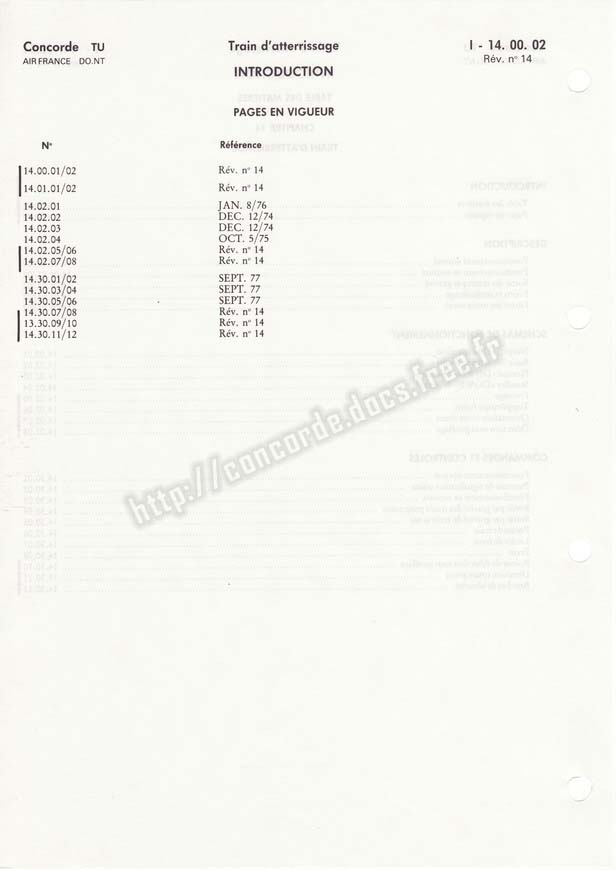 Concorde TU Train d'atterrissage I - 14. 00. 02
AIR FRANCE DO.NT Rév. n° 14
INTRODUCTION
PAGES EN VIGUEUR
N° Référence
14.00.01/02 Rév. n° 14
14.01.01/02 Rév. n° 14
14.02.01 JAN. 8/76
14.02.02 DEC. 12/74
14.02.03 DEC. 12/74
14.02.04 OCT. 5/75
14.02.05/06 Rév. n° 14
14.02.07/08 Rév. n° 14
14.30.01/02 SEPT. 77
14.30.03/04 SEPT. 77
14.30.05/06 SEPT. 77
14.30.07/08 Rév. n° 14
13.30.09/10 Rév. n° 14
14.30.11/12 Rév. n° 14
http://concorde.docs.free.fr